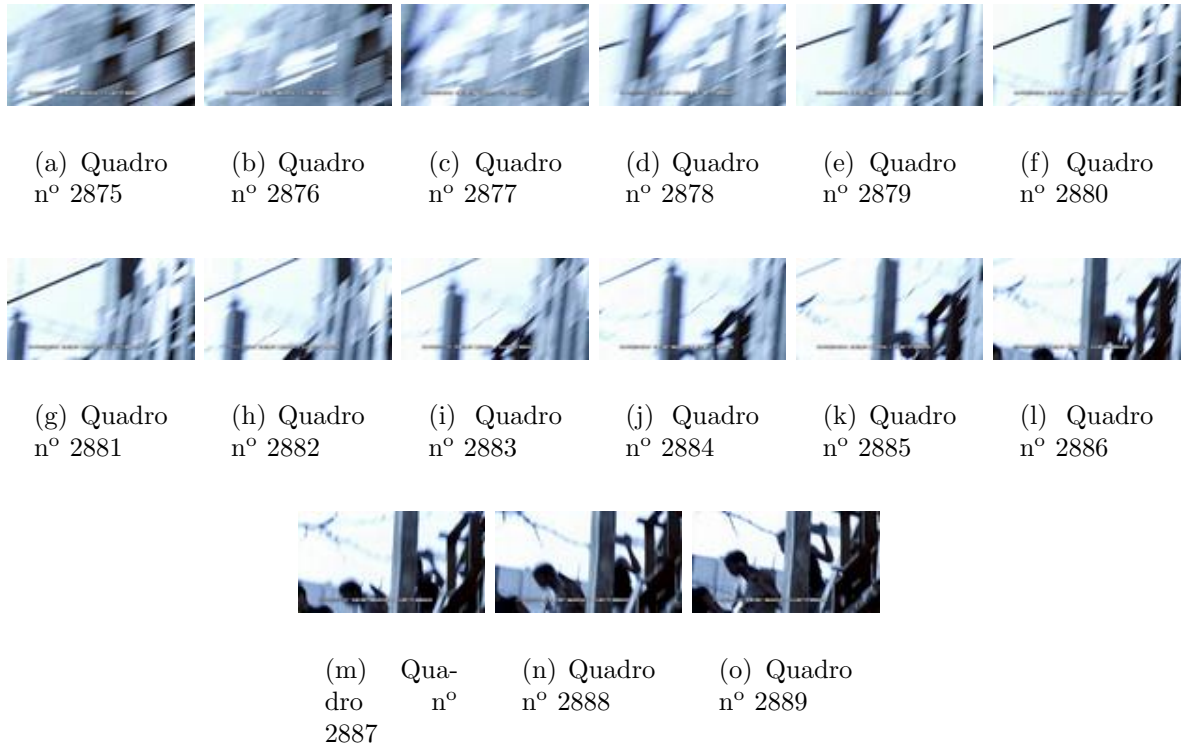 (a) Quadro
nº 2875
(b) Quadro
nº 2876
(c) Quadro
nº 2877
(d) Quadro
nº 2878
(e) Quadro
nº 2879
(f) Quadro
nº 2880
(g) Quadro
nº 2881
(h) Quadro
nº 2882
(i) Quadro
nº 2883
(j) Quadro
nº 2884
(k) Quadro
nº 2885
(l) Quadro
nº 2886
(m) Qua-
dro nº
2887
(n) Quadro
nº 2888
(o) Quadro
nº 2889